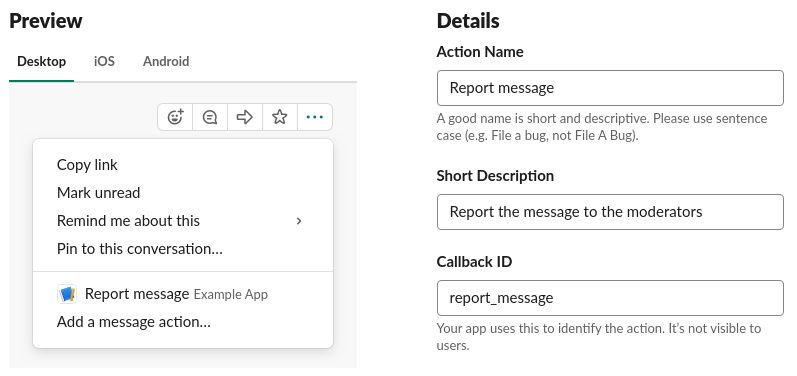 Preview
Desktop
iOS
Android
Copy link
Mark unread
Remind me about this
Pin to this conversation...
Report message Example App
Add a message action...
Details
Action Name
Report message
A good name is short and descriptive. Please use sentence
case (e.g. File a bug, not File A Bug).
Short Description
Report the message to the moderators
Callback ID
report_message
Your app uses this to identify the action. It's not visible to
users.